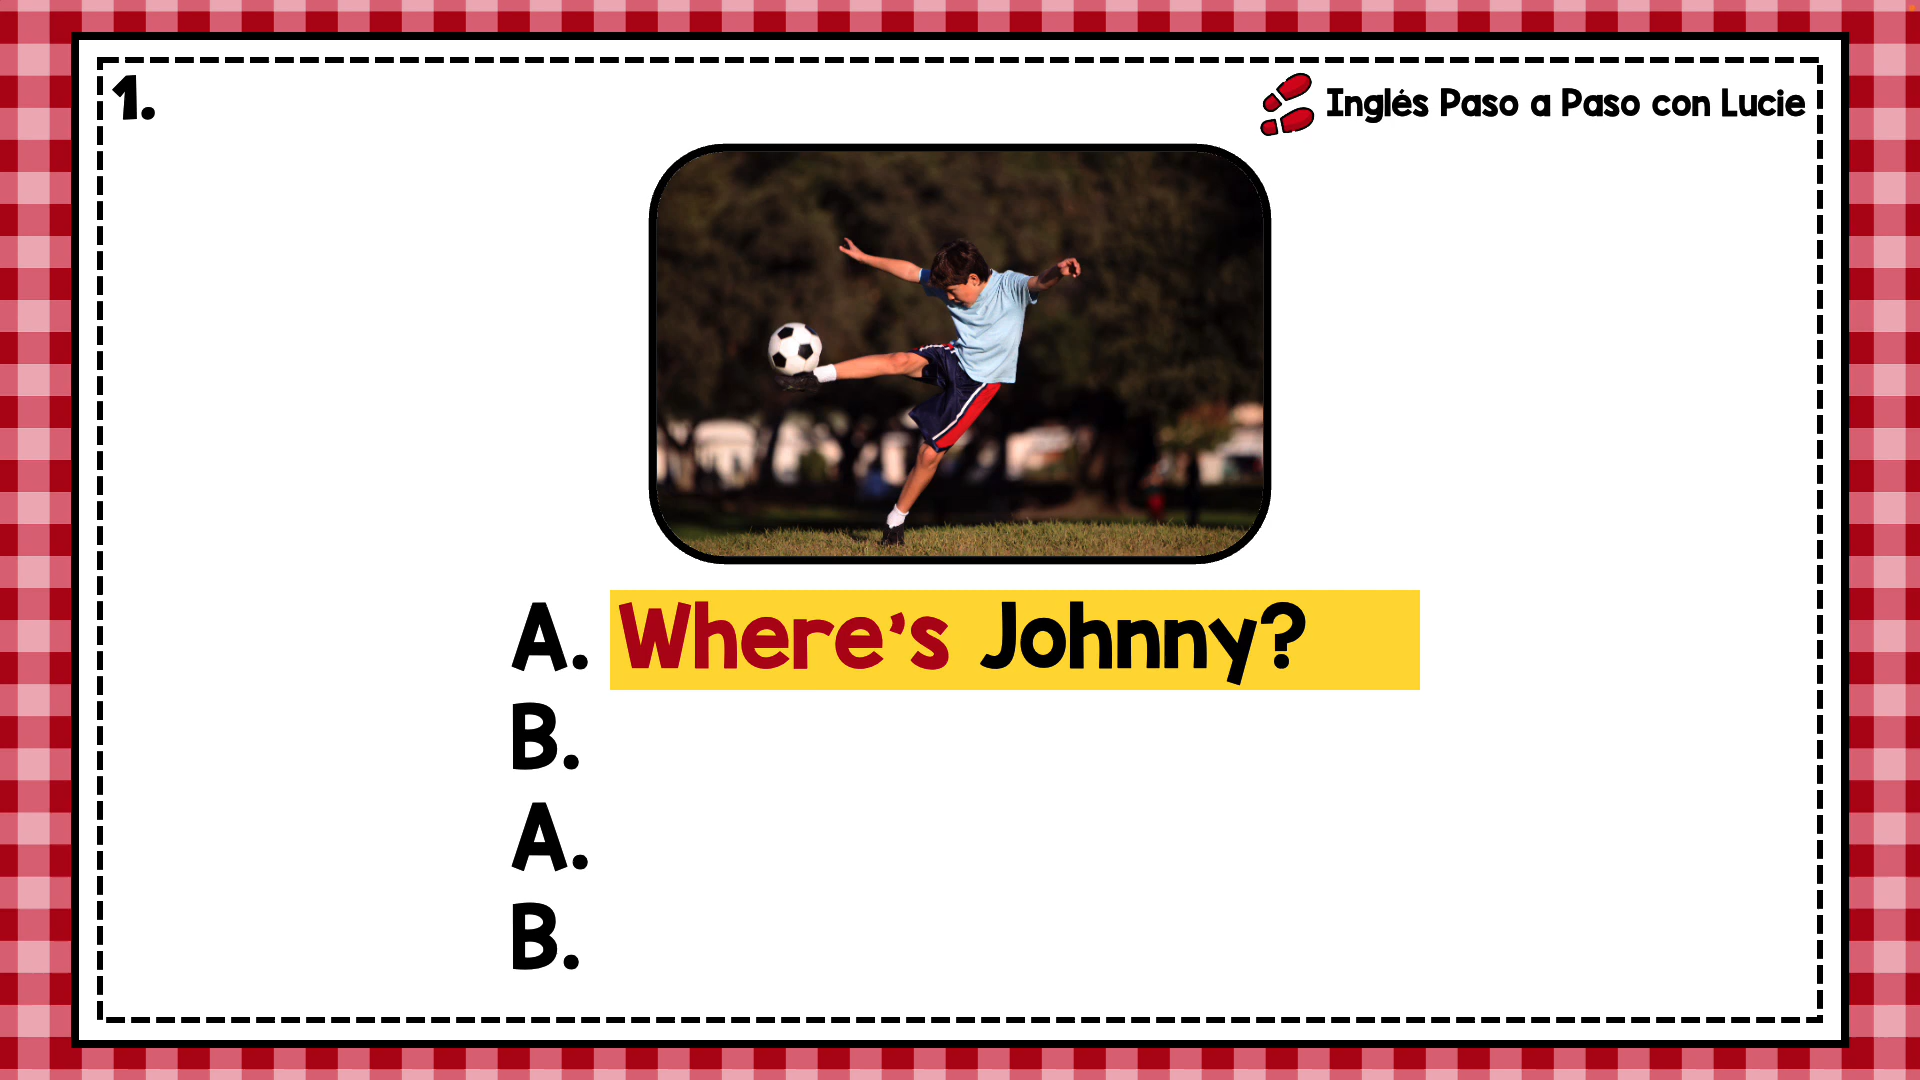 1.
Inglés Paso a Paso con Lucie
A. Where's Johnny?
B.
A.
B.